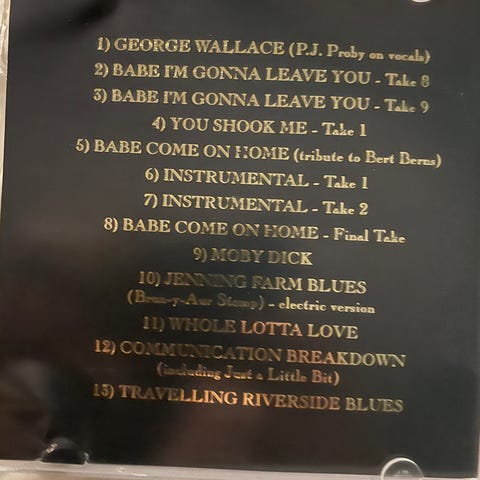 1) GEORGE WALLACE (P.J. Proby on vocals)
2) BABE I'M GONNA LEAVE YOU - Take 8
3) BABE I'M GONNA LEAVE YOU - Take 9
4) YOU SHOOK ME - Take 1
5) BABE COME ON HOME (tribute to Bert Berns)
6) INSTRUMENTAL - Take 1
7) INSTRUMENTAL - Take 2
8) BABE COME ON HOME - Final Take
9) MOBY DICK
10) JENNING FARM BLUES
(Bron-y-Aur Stomp) - electric version
11) WHOLE LOTTA LOVE
12) COMMUNICATION BREAKDOWN
(including Just a Little Bit)
13) TRAVELLING RIVERSIDE BLUES